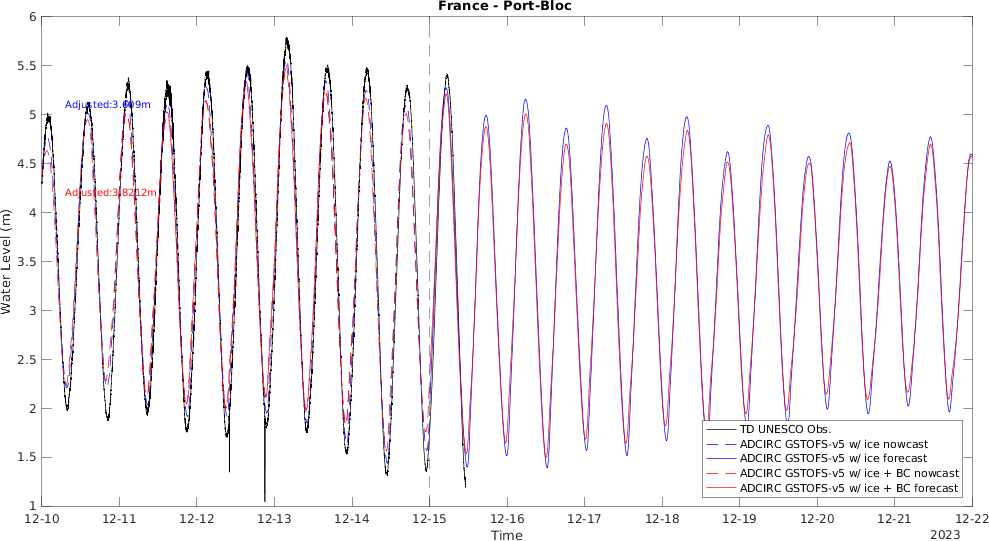 France - Port-Bloc
6
5.5
5
4.5
4
3.5
3
2.5
2
1.5
1
Water Level (m)
Adjusted:3.609m
Adjusted:3.8212m
TD UNESCO Obs.
ADCIRC GSTOFS-v5 w/ ice nowcast
ADCIRC GSTOFS-v5 w/ ice forecast
ADCIRC GSTOFS-v5 w/ ice + BC nowcast
ADCIRC GSTOFS-v5 w/ ice + BC forecast
12-10 12-11 12-12 12-13 12-14 12-15 12-16 12-17 12-18 12-19 12-20 12-21 12-22
Time
2023